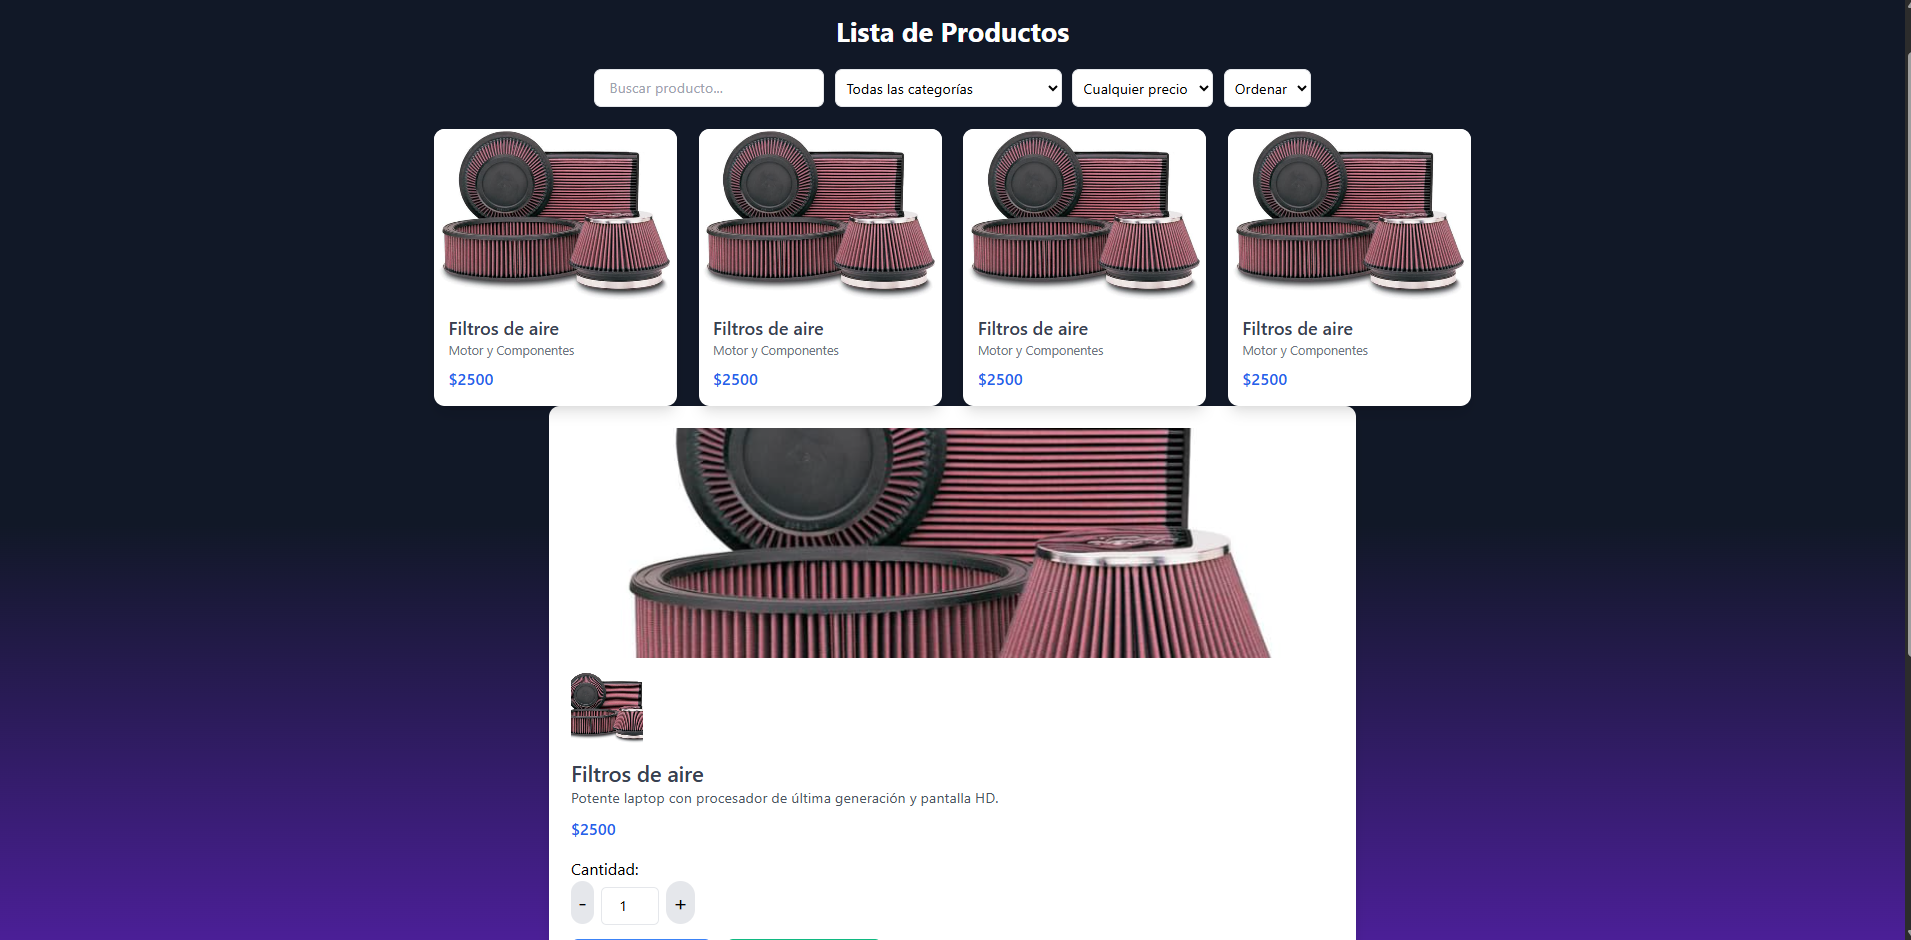 Lista de Productos
Buscar producto...
Todas las categorías
Cualquier precio
Ordenar
Filtros de aire
Motor y Componentes
$2500
Filtros de aire
Motor y Componentes
$2500
Filtros de aire
Motor y Componentes
$2500
Filtros de aire
Motor y Componentes
$2500
Filtros de aire
Potente laptop con procesador de última generación y pantalla HD.
$2500
Cantidad:
- 1 +